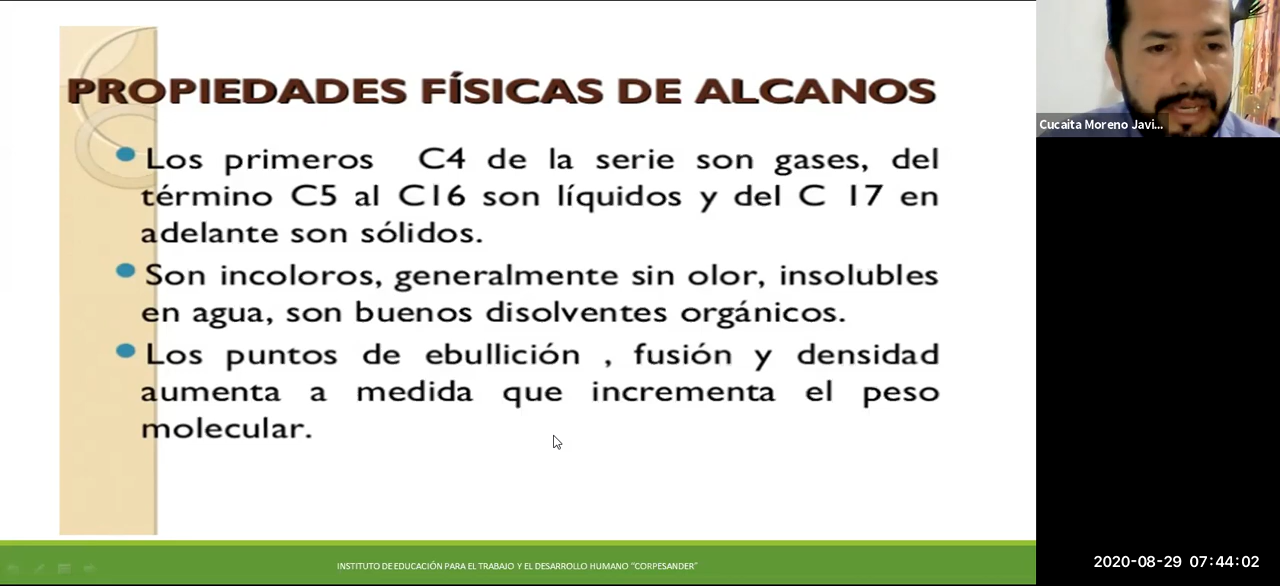 PROPIEDADES FÍSICAS DE ALCANOS
Los primeros C4 de la serie son gases, del
término C5 al C16 son líquidos y del C 17 en
adelante son sólidos.
Son incoloros, generalmente sin olor, insolubles
en agua, son buenos disolventes orgánicos.
Los puntos de ebullición , fusión y densidad
aumenta a medida que incrementa el peso
molecular.
INSTITUTO DE EDUCACIÓN PARA EL TRABAJO Y EL DESARROLLO HUMANO "CORPESANDER"
Cucaita Moreno Javi...
2020-08-29 07:44:02